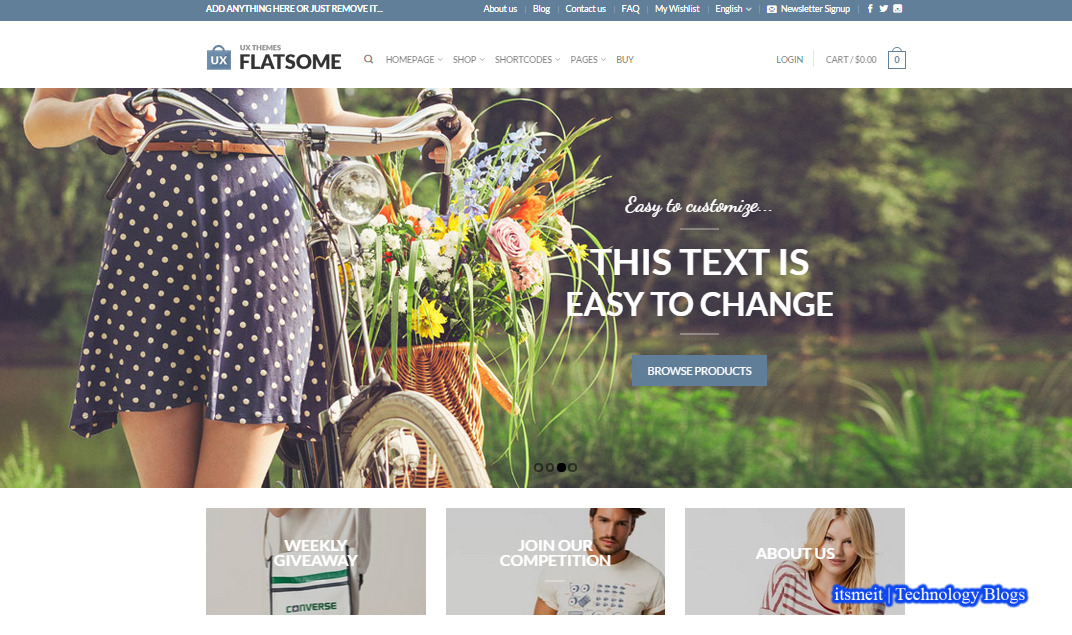 ADD ANYTHING HERE OR JUST REMOVE IT...
About us
Blog
Contact us
FAQ
My Wishlist
English
Newsletter Signup
UX THEMES
UX
FLATSOME
HOMEPAGE
SHOP
SHORTCODES
PAGES
BUY
LOGIN
CART / $0.00
0
Easy to customize...
THIS TEXT IS
EASY TO CHANGE
BROWSE PRODUCTS
WEEKLY
GIVEAWAY
CONVERSE
JOIN OUR
COMPETITION
ABOUT US
itsmeit | Technology Blogs